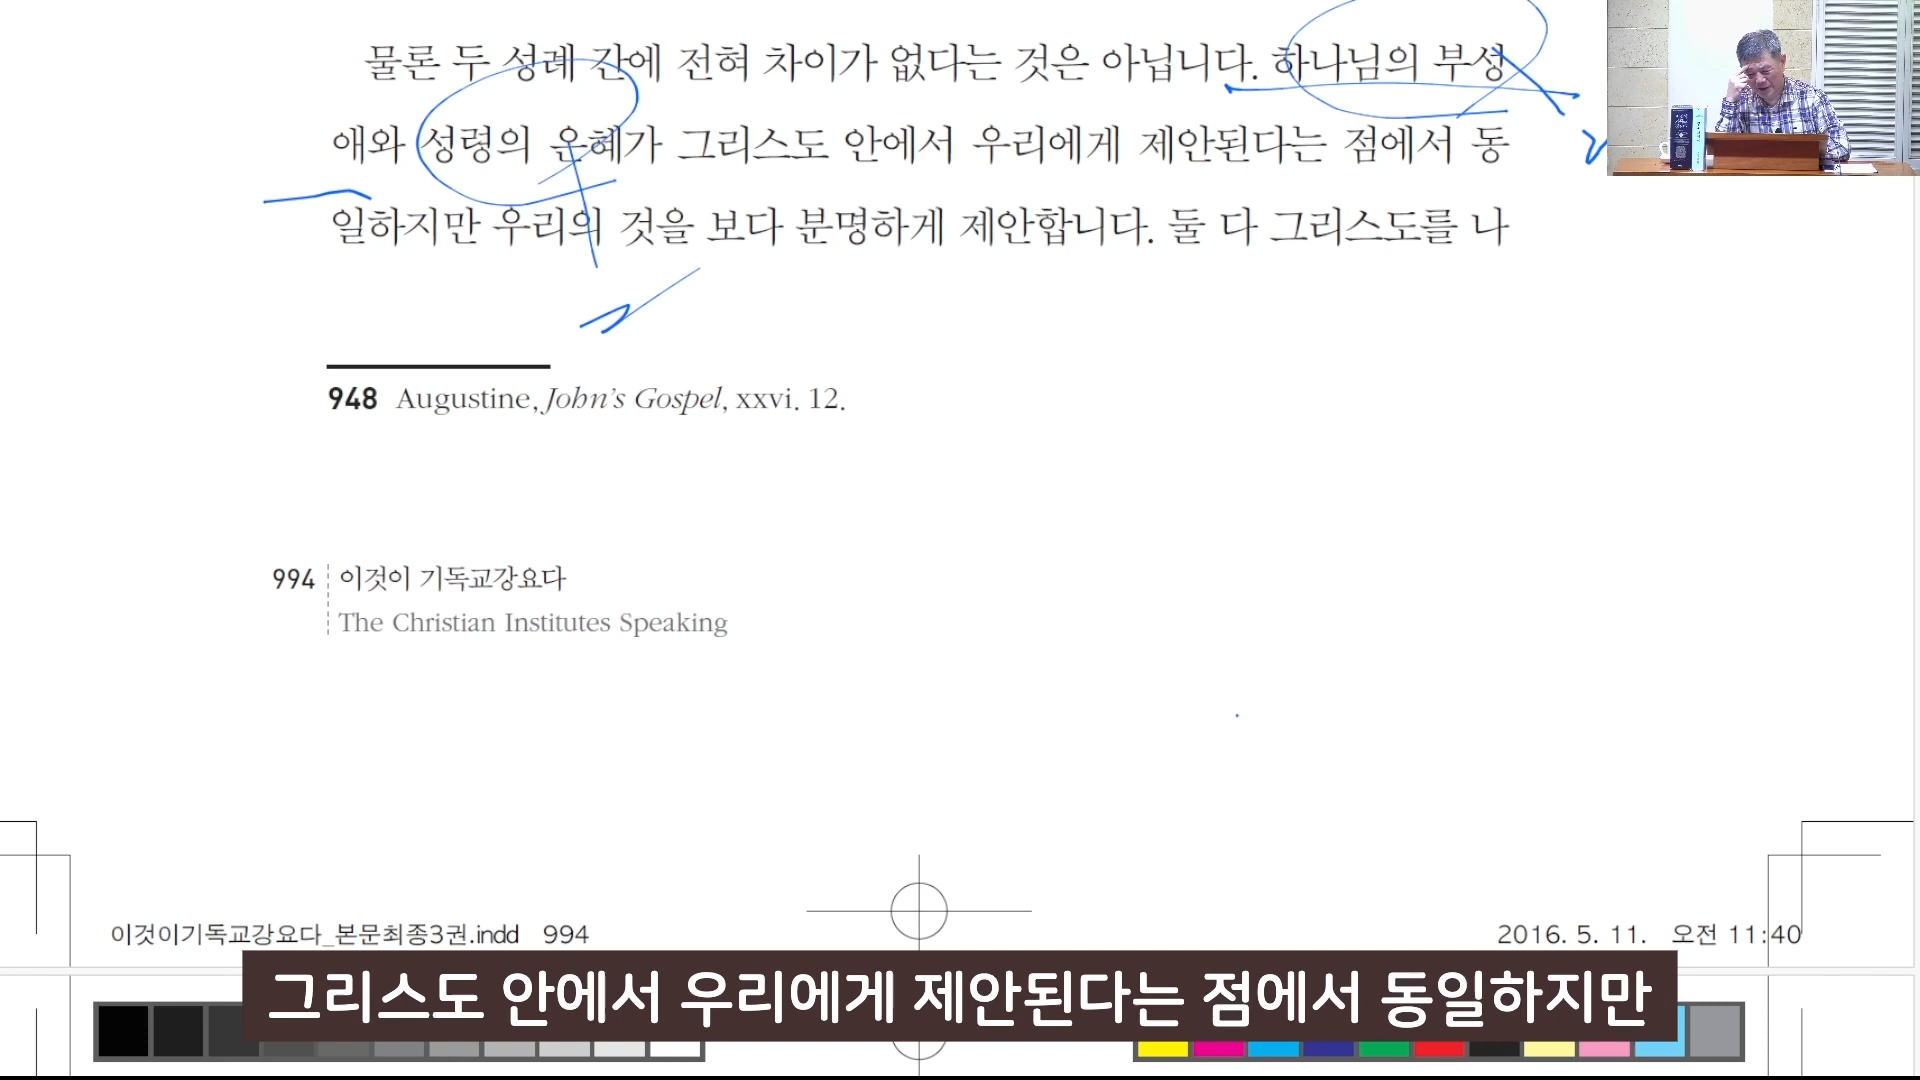 물론 두 성례 간에 전혀 차이가 없다는 것은 아닙니다. 하나님의 부성
애와 성령의 은혜가 그리스도 안에서 우리에게 제안된다는 점에서 동
일하지만 우리의 것을 보다 분명하게 제안합니다. 둘 다 그리스도를 나
948 Augustine, John's Gospel, xxvi. 12.
994 이것이 기독교강요다
The Christian Institutes Speaking
이것이기독교강요다_본문최종3권.indd 994
2016. 5. 11. 오전 11:40
그리스도 안에서 우리에게 제안된다는 점에서 동일하지만